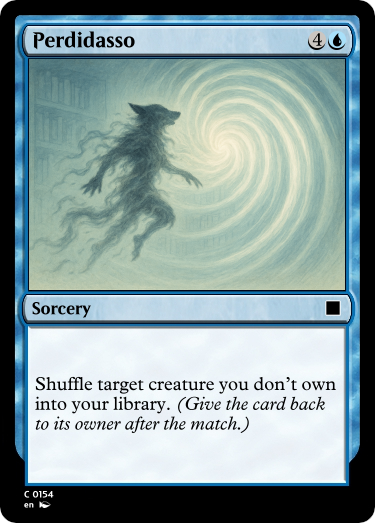 Perdidasso 4
Sorcery
Shuffle target creature you don't own
into your library. (Give the card back
to its owner after the match.)
C 0154
en